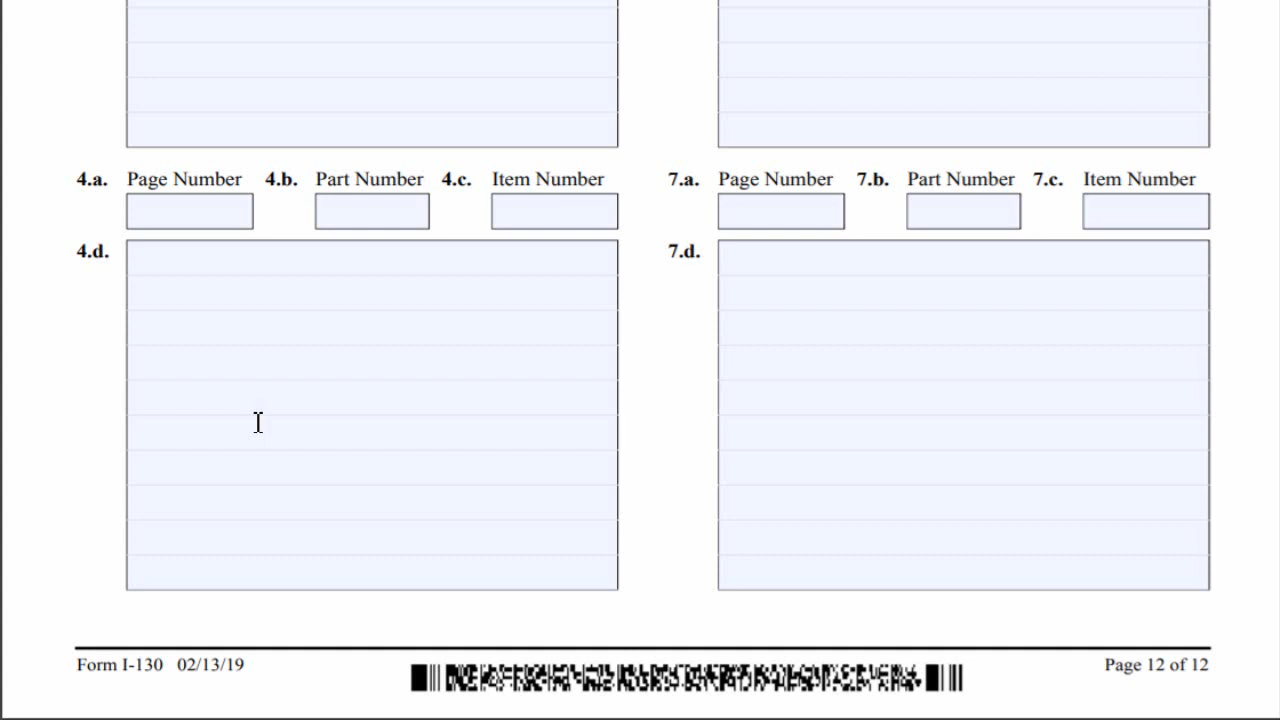 4.a. Page Number 4.b. Part Number 4.c. Item Number
4.d.
7.a. Page Number 7.b. Part Number 7.c. Item Number
7.d.
Form I-130 02/13/19
Page 12 of 12